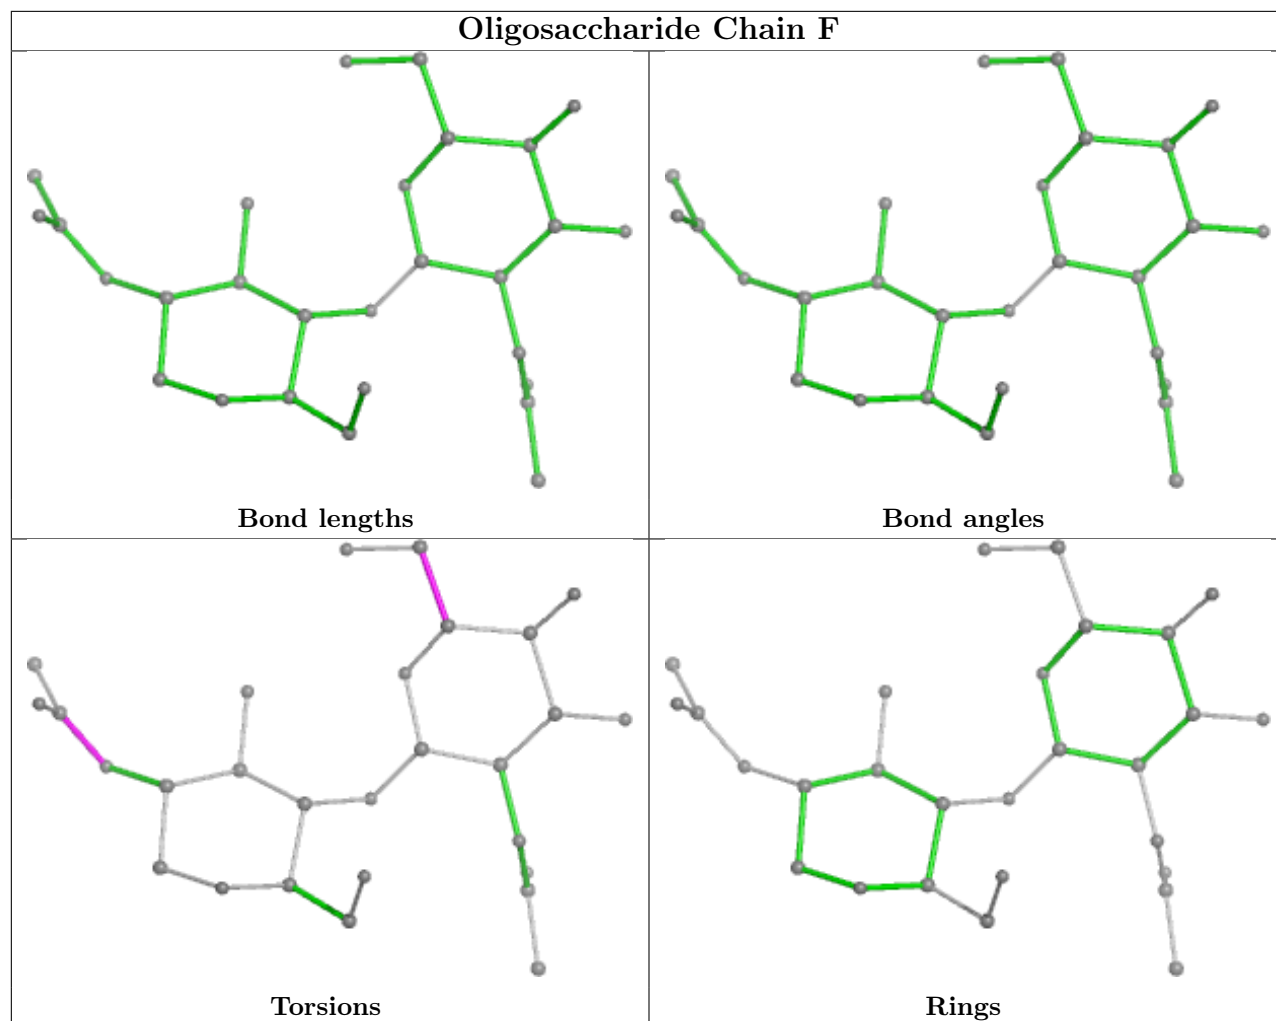 Oligosaccharide Chain F
Bond lengths
Bond angles
Torsions
Rings